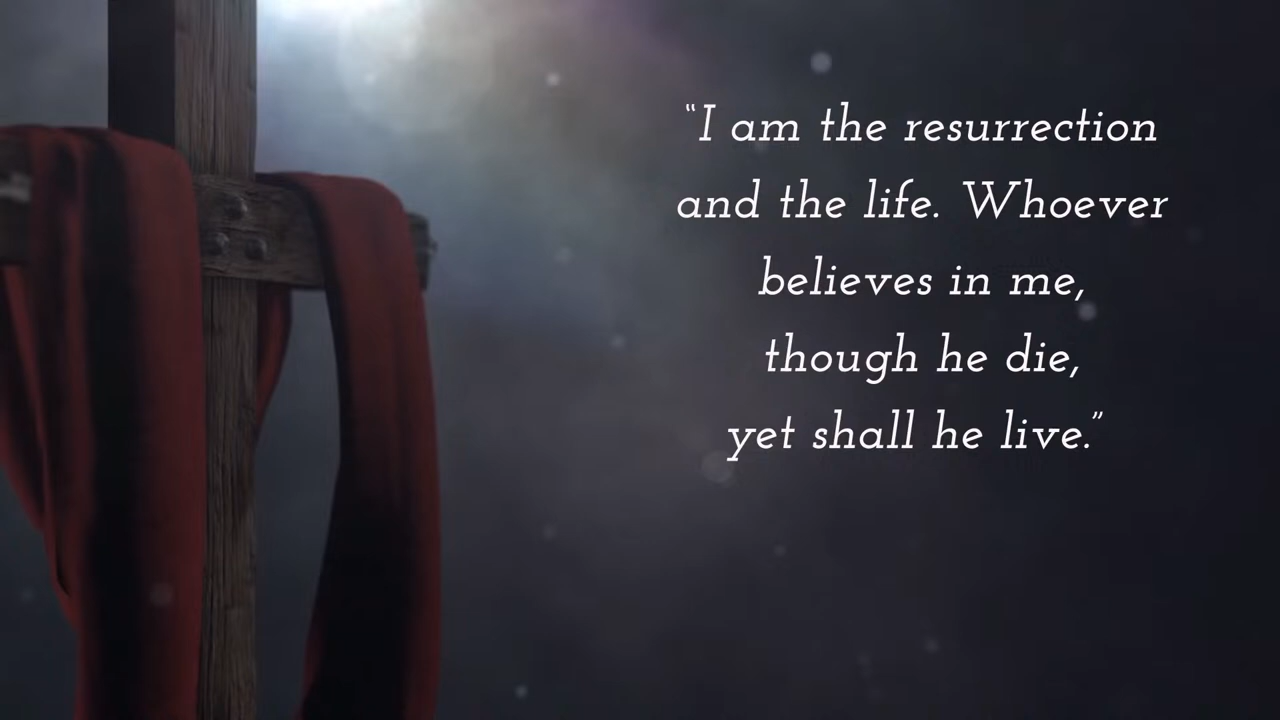 “I am the resurrection
and the life. Whoever
believes in me,
though he die,
yet shall he live.”